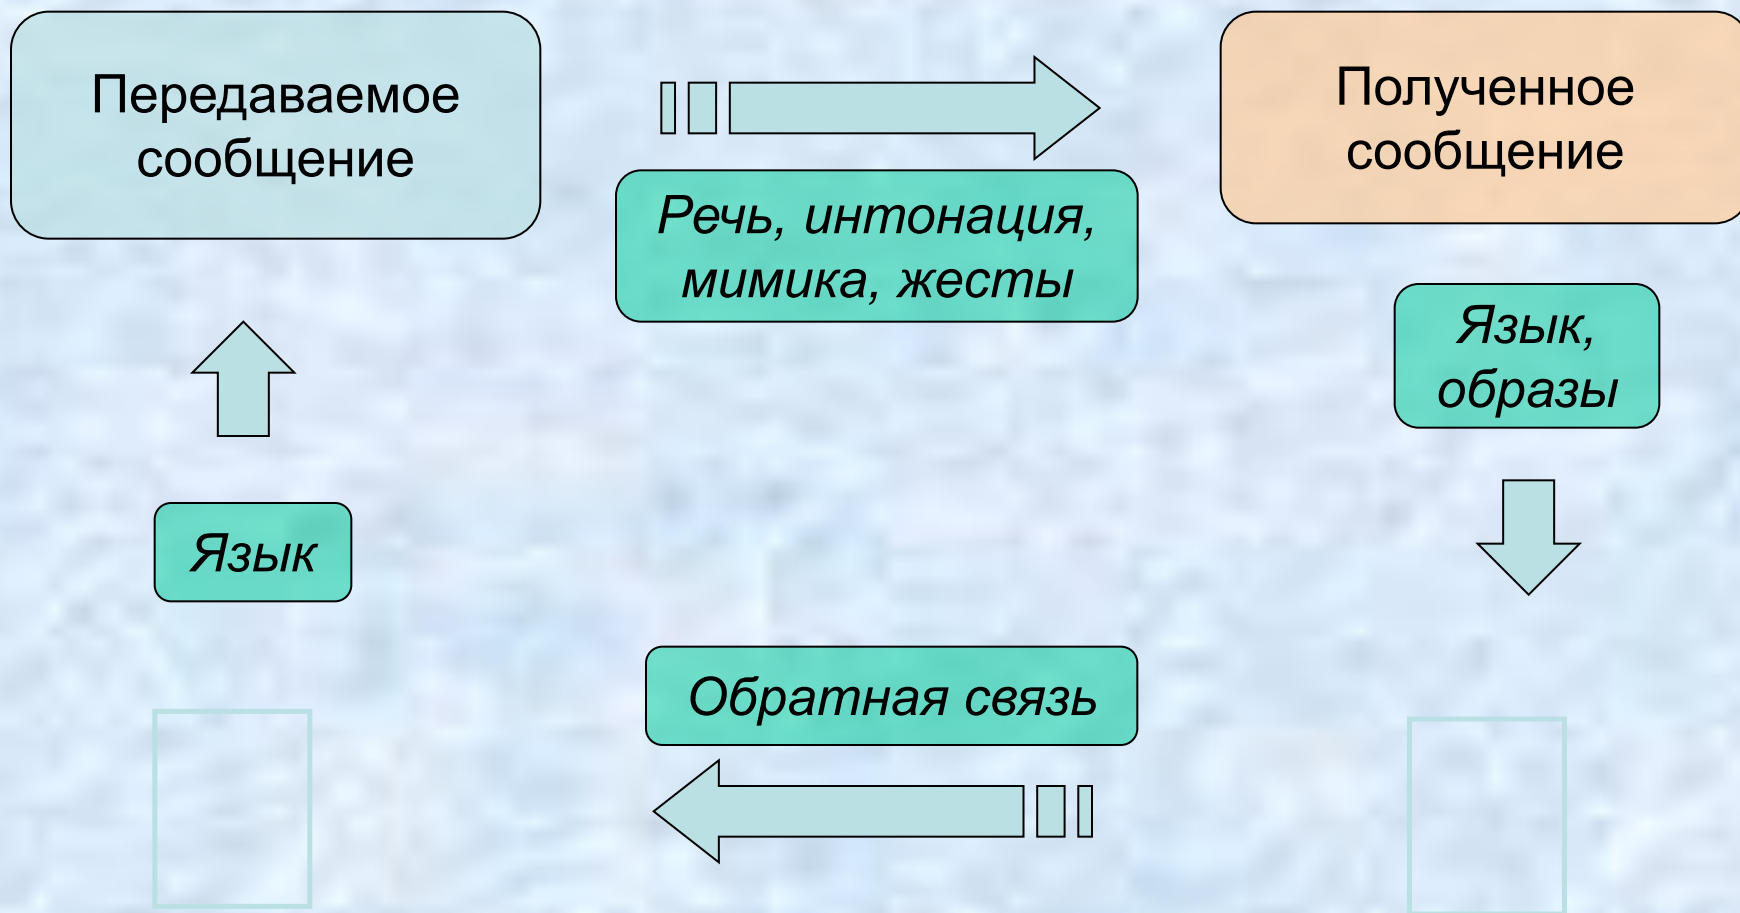 Передаваемое
сообщение
Полученное
сообщение
Речь, интонация,
мимика, жесты
Язык,
образы
Язык
Обратная связь